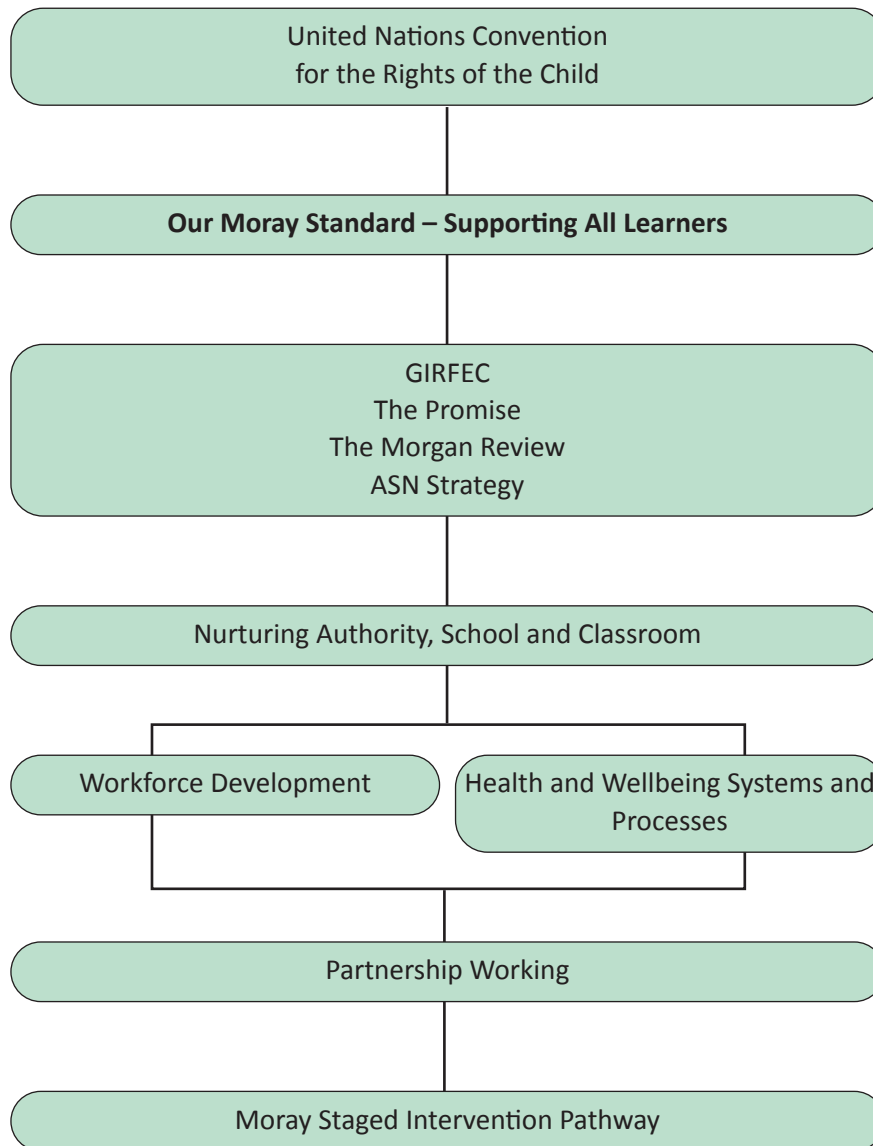 United Nations Convention
for the Rights of the Child
Our Moray Standard – Supporting All Learners
GIRFEC
The Promise
The Morgan Review
ASN Strategy
Nurturing Authority, School and Classroom
Workforce Development
Health and Wellbeing Systems and
Processes
Partnership Working
Moray Staged Intervention Pathway